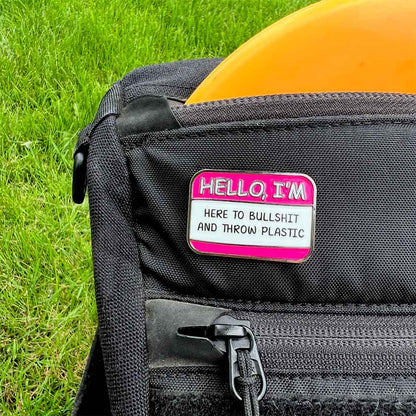 HELLO, I'M
HERE TO BULLSHIT
AND THROW PLASTIC